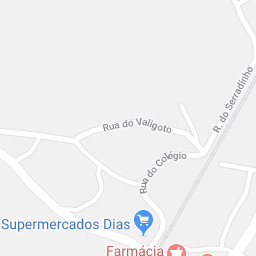 Rua do Valigoto
R. do Serradinho
Rua do Colégio
Supermercados Dias
Farmácia